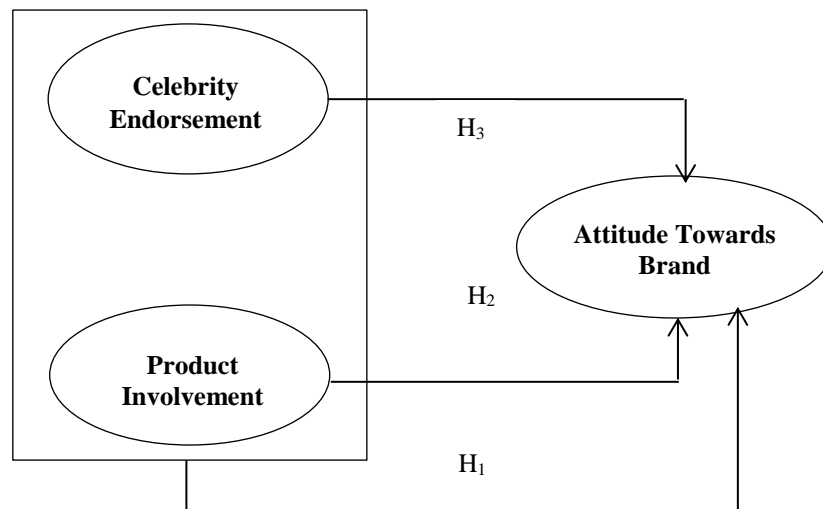 Celebrity
Endorsement
H₃
Attitude Towards
Brand
H₂
Product
Involvement
H₁